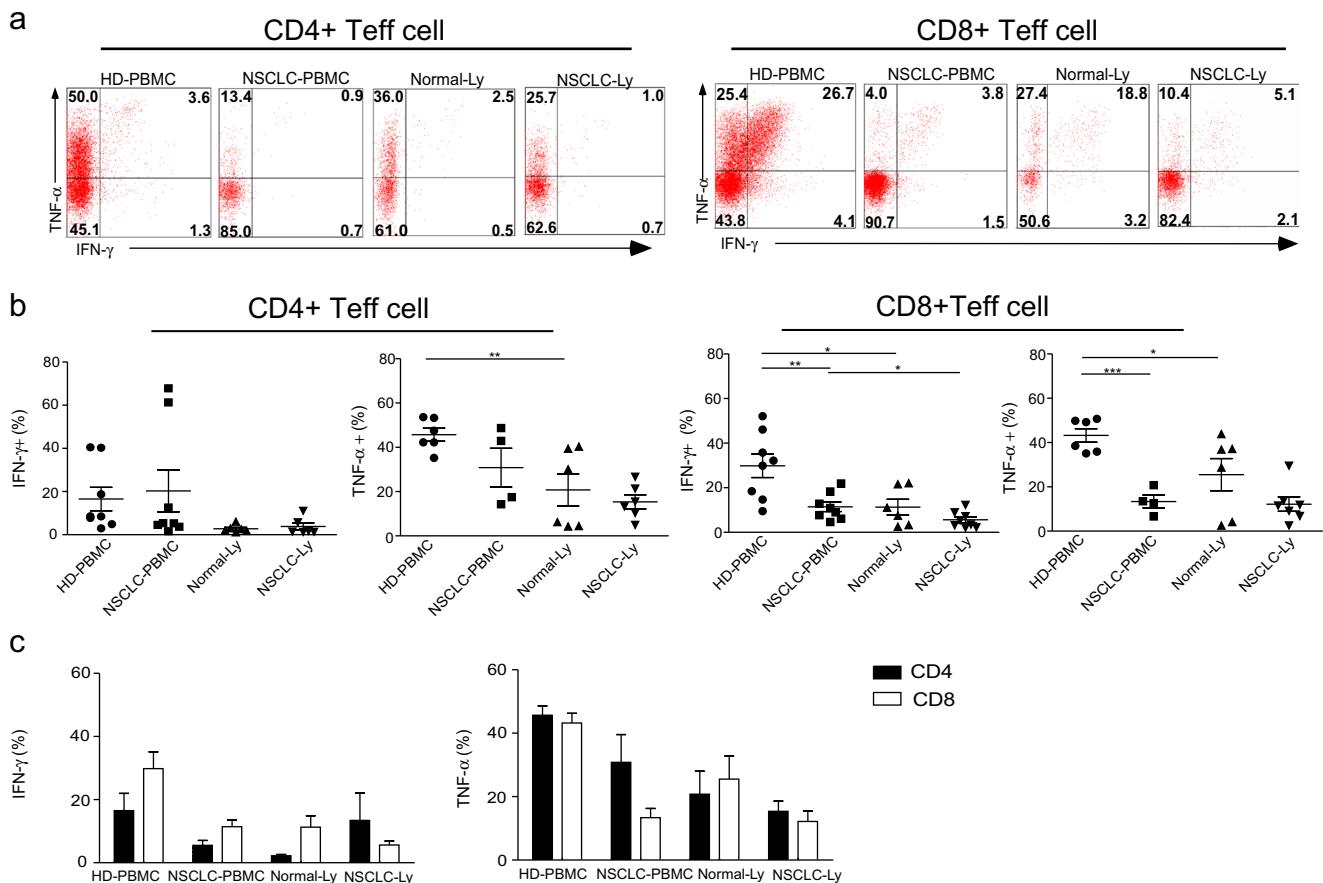 a
CD4+ Teff cell
CD8+ Teff cell
HD-PBMC NSCLC-PBMC Normal-Ly NSCLC-Ly
50.0 3.6 13.4 0.9 36.0 2.5 25.7 1.0
TNF-α
45.1 1.3 85.0 0.7 61.0 0.5 62.6 0.7
IFN-γ
HD-PBMC NSCLC-PBMC Normal-Ly NSCLC-Ly
25.4 26.7 4.0 3.8 27.4 18.8 10.4 5.1
TNF-α
43.8 4.1 90.7 1.5 50.6 3.2 82.4 2.1
IFN-γ
b
CD4+ Teff cell
CD8+Teff cell
IFN-γ+ (%)
80
60
40
20
0
HD-PBMC NSCLC-PBMC Normal-Ly NSCLC-Ly
TNF-α + (%)
80
60
40
20
0
**
HD-PBMC NSCLC-PBMC Normal-Ly NSCLC-Ly
IFN-γ+ (%)
80
60
40
20
0
*
** *
HD-PBMC NSCLC-PBMC Normal-Ly NSCLC-Ly
TNF-α + (%)
80
60
40
20
0
*
***
HD-PBMC NSCLC-PBMC Normal-Ly NSCLC-Ly
c
IFN-γ (%)
60
40
20
0
HD-PBMC NSCLC-PBMC Normal-Ly NSCLC-Ly
TNF-α (%)
60
40
20
0
HD-PBMC NSCLC-PBMC Normal-Ly NSCLC-Ly
CD4
CD8